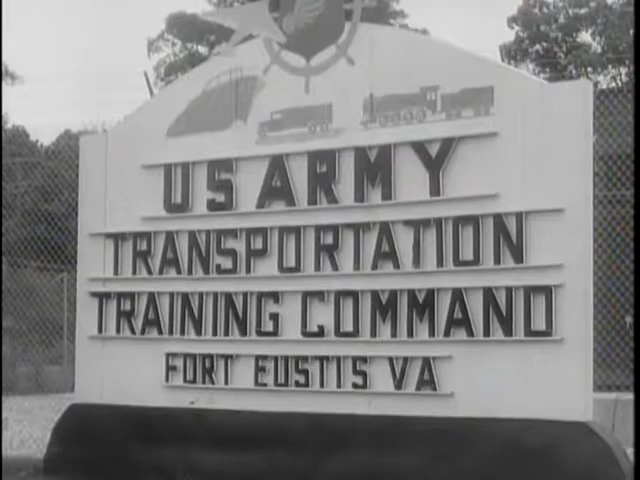 US ARMY
TRANSPORTATION
TRAINING COMMAND
FORT EUSTIS VA